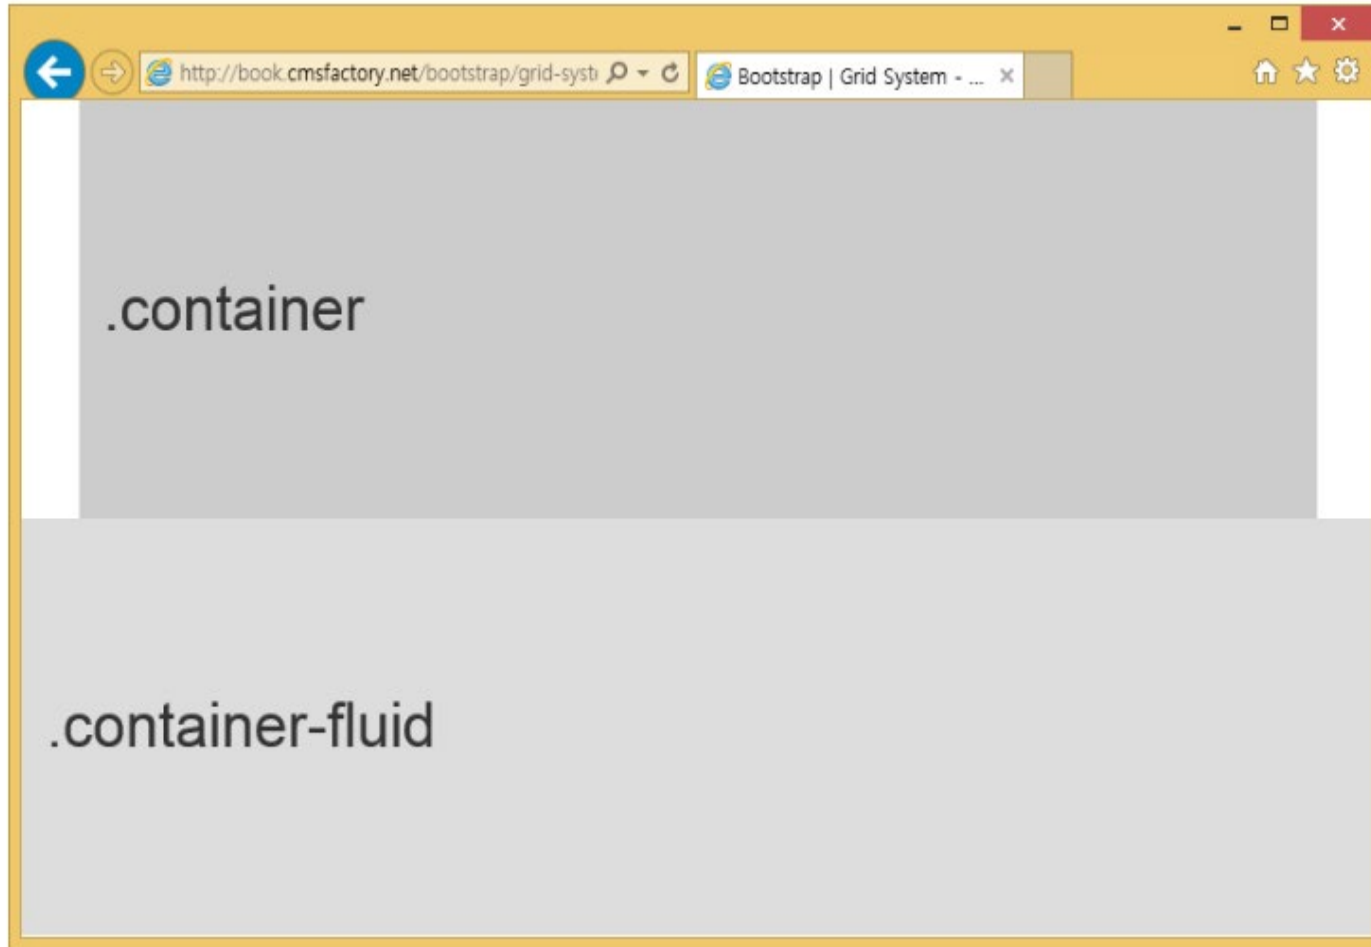 http://book.cmsfactory.net/bootstrap/grid-syst
Bootstrap | Grid System - ...
.container
.container-fluid